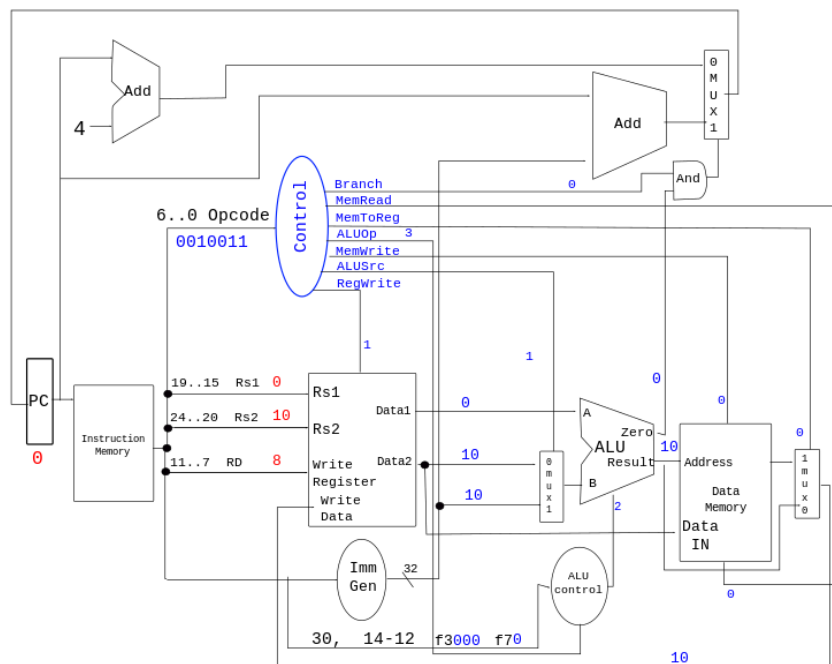 0
M
U
X
1
Add
4
Add
And
Control
Branch
0
MemRead
MemToReg
ALUOp 3
MemWrite
ALUSrc
RegWrite
6..0 Opcode
0010011
1
1
PC
0
Instruction
Memory
19..15 Rs1 0
24..20 Rs2 10
11..7 RD 8
Rs1
Rs2
Write
Register
Write
Data
Data1
Data2
0
10
10
0
m
u
x
1
A
B
ALU
Zero
Result
0
10
2
0
Address
Data
Memory
Data
IN
0
0
1
m
u
x
0
Imm
Gen
32
ALU
control
30, 14-12 f3000 f70
10